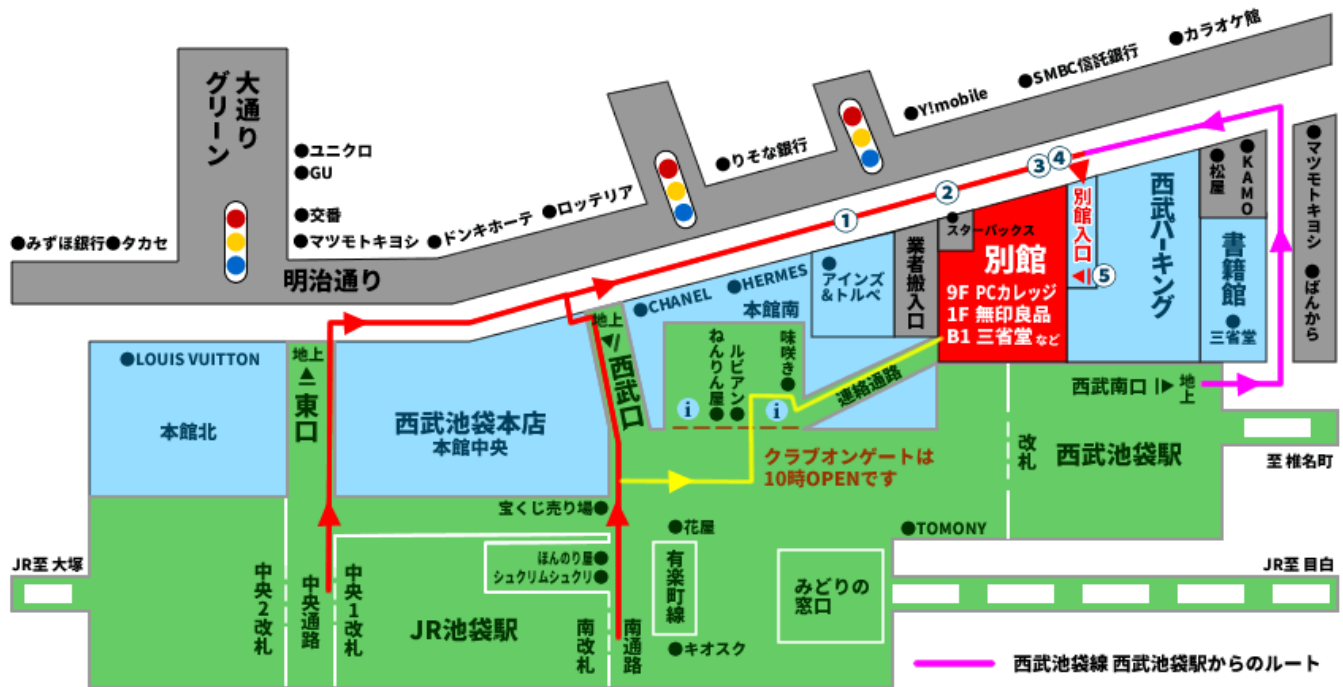 大通り
グリーン
●ユニクロ
●GU
●交番
●マツモトキヨシ
●みずほ銀行●タカセ
明治通り
●ドンキホーテ
●ロッテリア
●りそな銀行
●Y!mobile
●SMBC信託銀行
●カラオケ館
①
②
③
④
⑤
別館入口
●スターバックス
別館
9F PCカレッジ
1F 無印良品
B1 三省堂 など
西武パーキング
●松屋
●KAMO
書籍館
●三省堂
●マツモトキヨシ
●ばんから
業者搬入口
●アインズ
&トルペ
●CHANEL
●HERMES
本館南
地上
西武口
●LOUIS VUITTON
本館北
地上
東口
西武池袋本店
本館中央
ねんりん屋●
ルビアン●
味咲き●
i
i
連絡通路
クラブオンゲートは
10時OPENです
西武南口
地上
改札
西武池袋駅
至 椎名町
宝くじ売り場●
●花屋
●TOMONY
ほんのり屋●
シュクリムシュクリ●
有楽町線
みどりの
窓口
JR至 大塚
JR至 目白
中央2改札
中央通路
中央1改札
JR池袋駅
南改札
南通路
●キオスク
西武池袋線 西武池袋駅からのルート